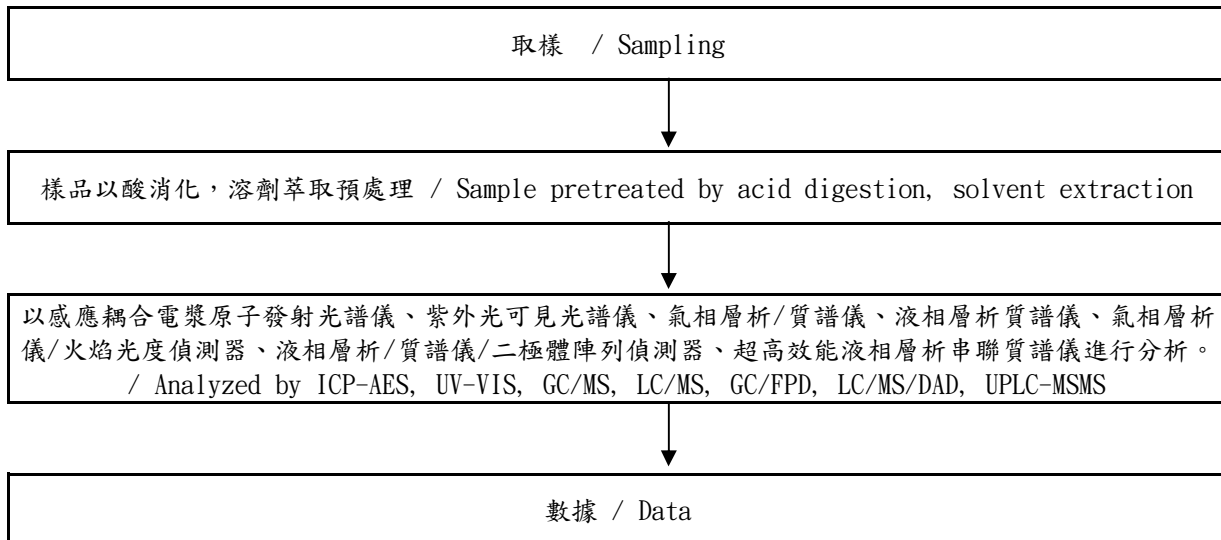 取樣 / Sampling
樣品以酸消化，溶劑萃取預處理 / Sample pretreated by acid digestion, solvent extraction
以感應耦合電漿原子發射光譜儀、紫外光可見光譜儀、氣相層析/質譜儀、液相層析質譜儀、氣相層析
儀/火焰光度偵測器、液相層析/質譜儀/二極體陣列偵測器、超高效能液相層析串聯質譜儀進行分析。
/ Analyzed by ICP-AES, UV-VIS, GC/MS, LC/MS, GC/FPD, LC/MS/DAD, UPLC-MSMS
數據 / Data